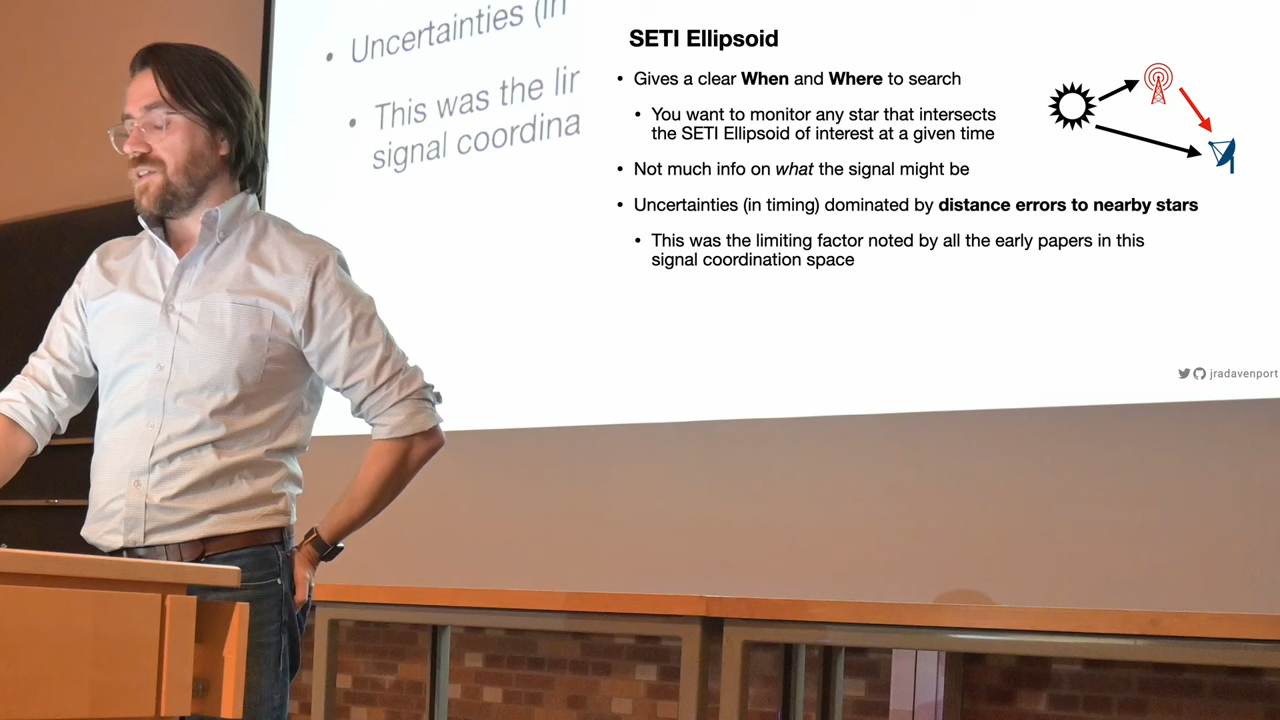 Uncertainties (in
This was the lir
signal coordina
SETI Ellipsoid
Gives a clear When and Where to search
You want to monitor any star that intersects
the SETI Ellipsoid of interest at a given time
Not much info on what the signal might be
Uncertainties (in timing) dominated by distance errors to nearby stars
This was the limiting factor noted by all the early papers in this
signal coordination space
jradavenport